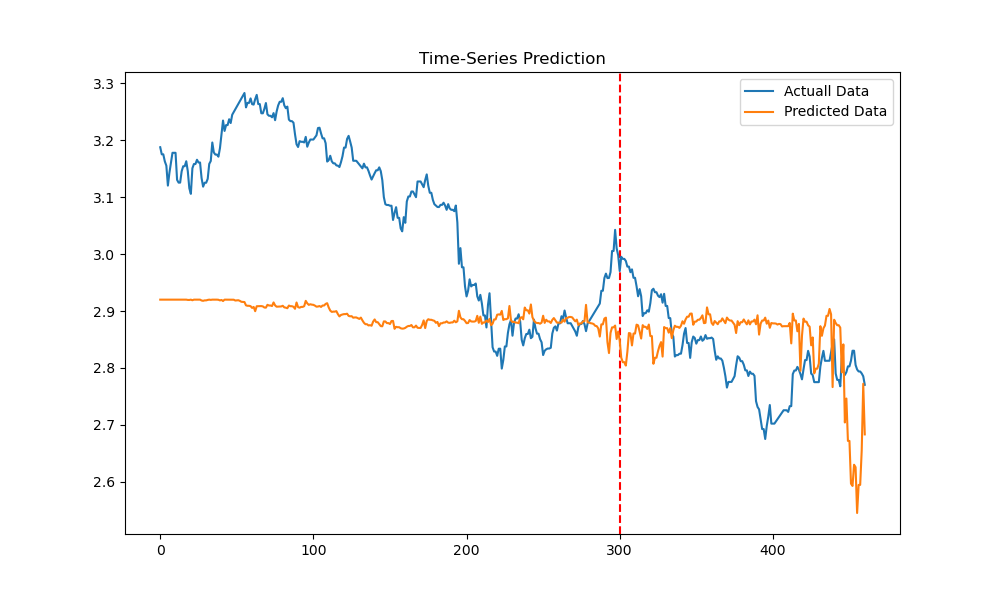 Time-Series Prediction
Actuall Data
Predicted Data
3.3
3.2
3.1
3.0
2.9
2.8
2.7
2.6
0 100 200 300 400